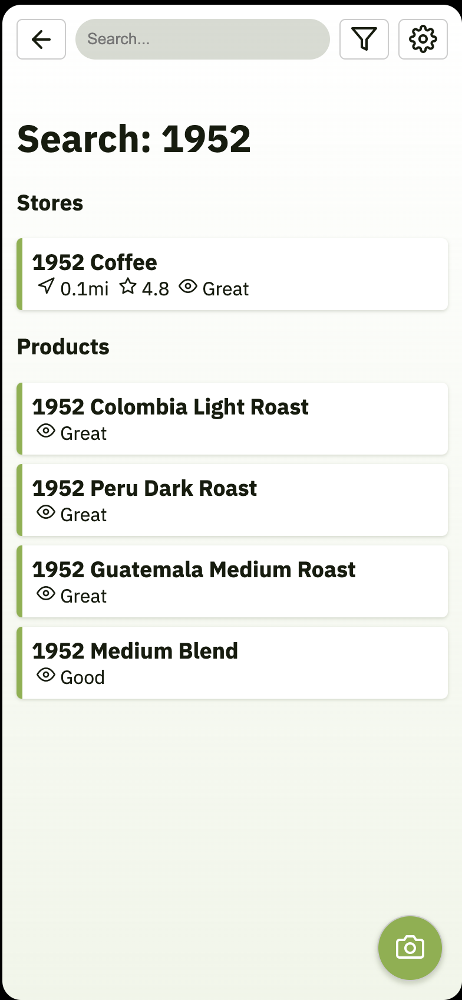 Search...
Search: 1952
Stores
1952 Coffee
0.1mi 4.8 Great
Products
1952 Colombia Light Roast
Great
1952 Peru Dark Roast
Great
1952 Guatemala Medium Roast
Great
1952 Medium Blend
Good